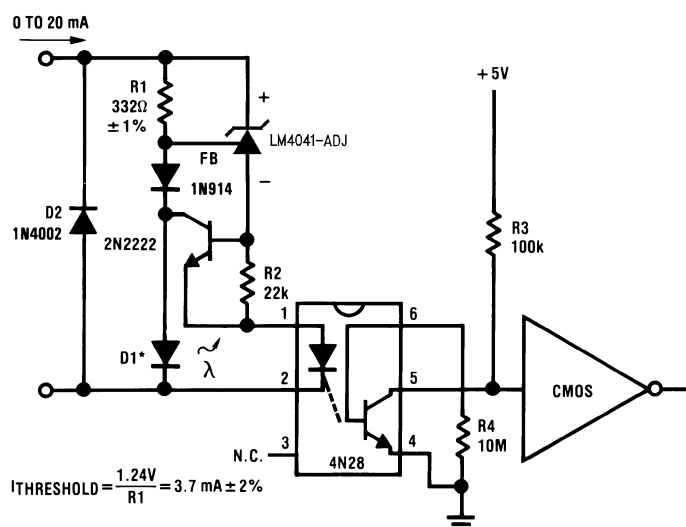 0 TO 20 mA
R1
332Ω
±1%
+
LM4041-ADJ
FB
−
1N914
D2
1N4002
2N2222
R2
22k
+5V
R3
100k
D1*
λ
1
2
3
N.C.
6
5
4
4N28
R4
10M
CMOS
ITHRESHOLD = 1.24V / R1 = 3.7 mA ± 2%